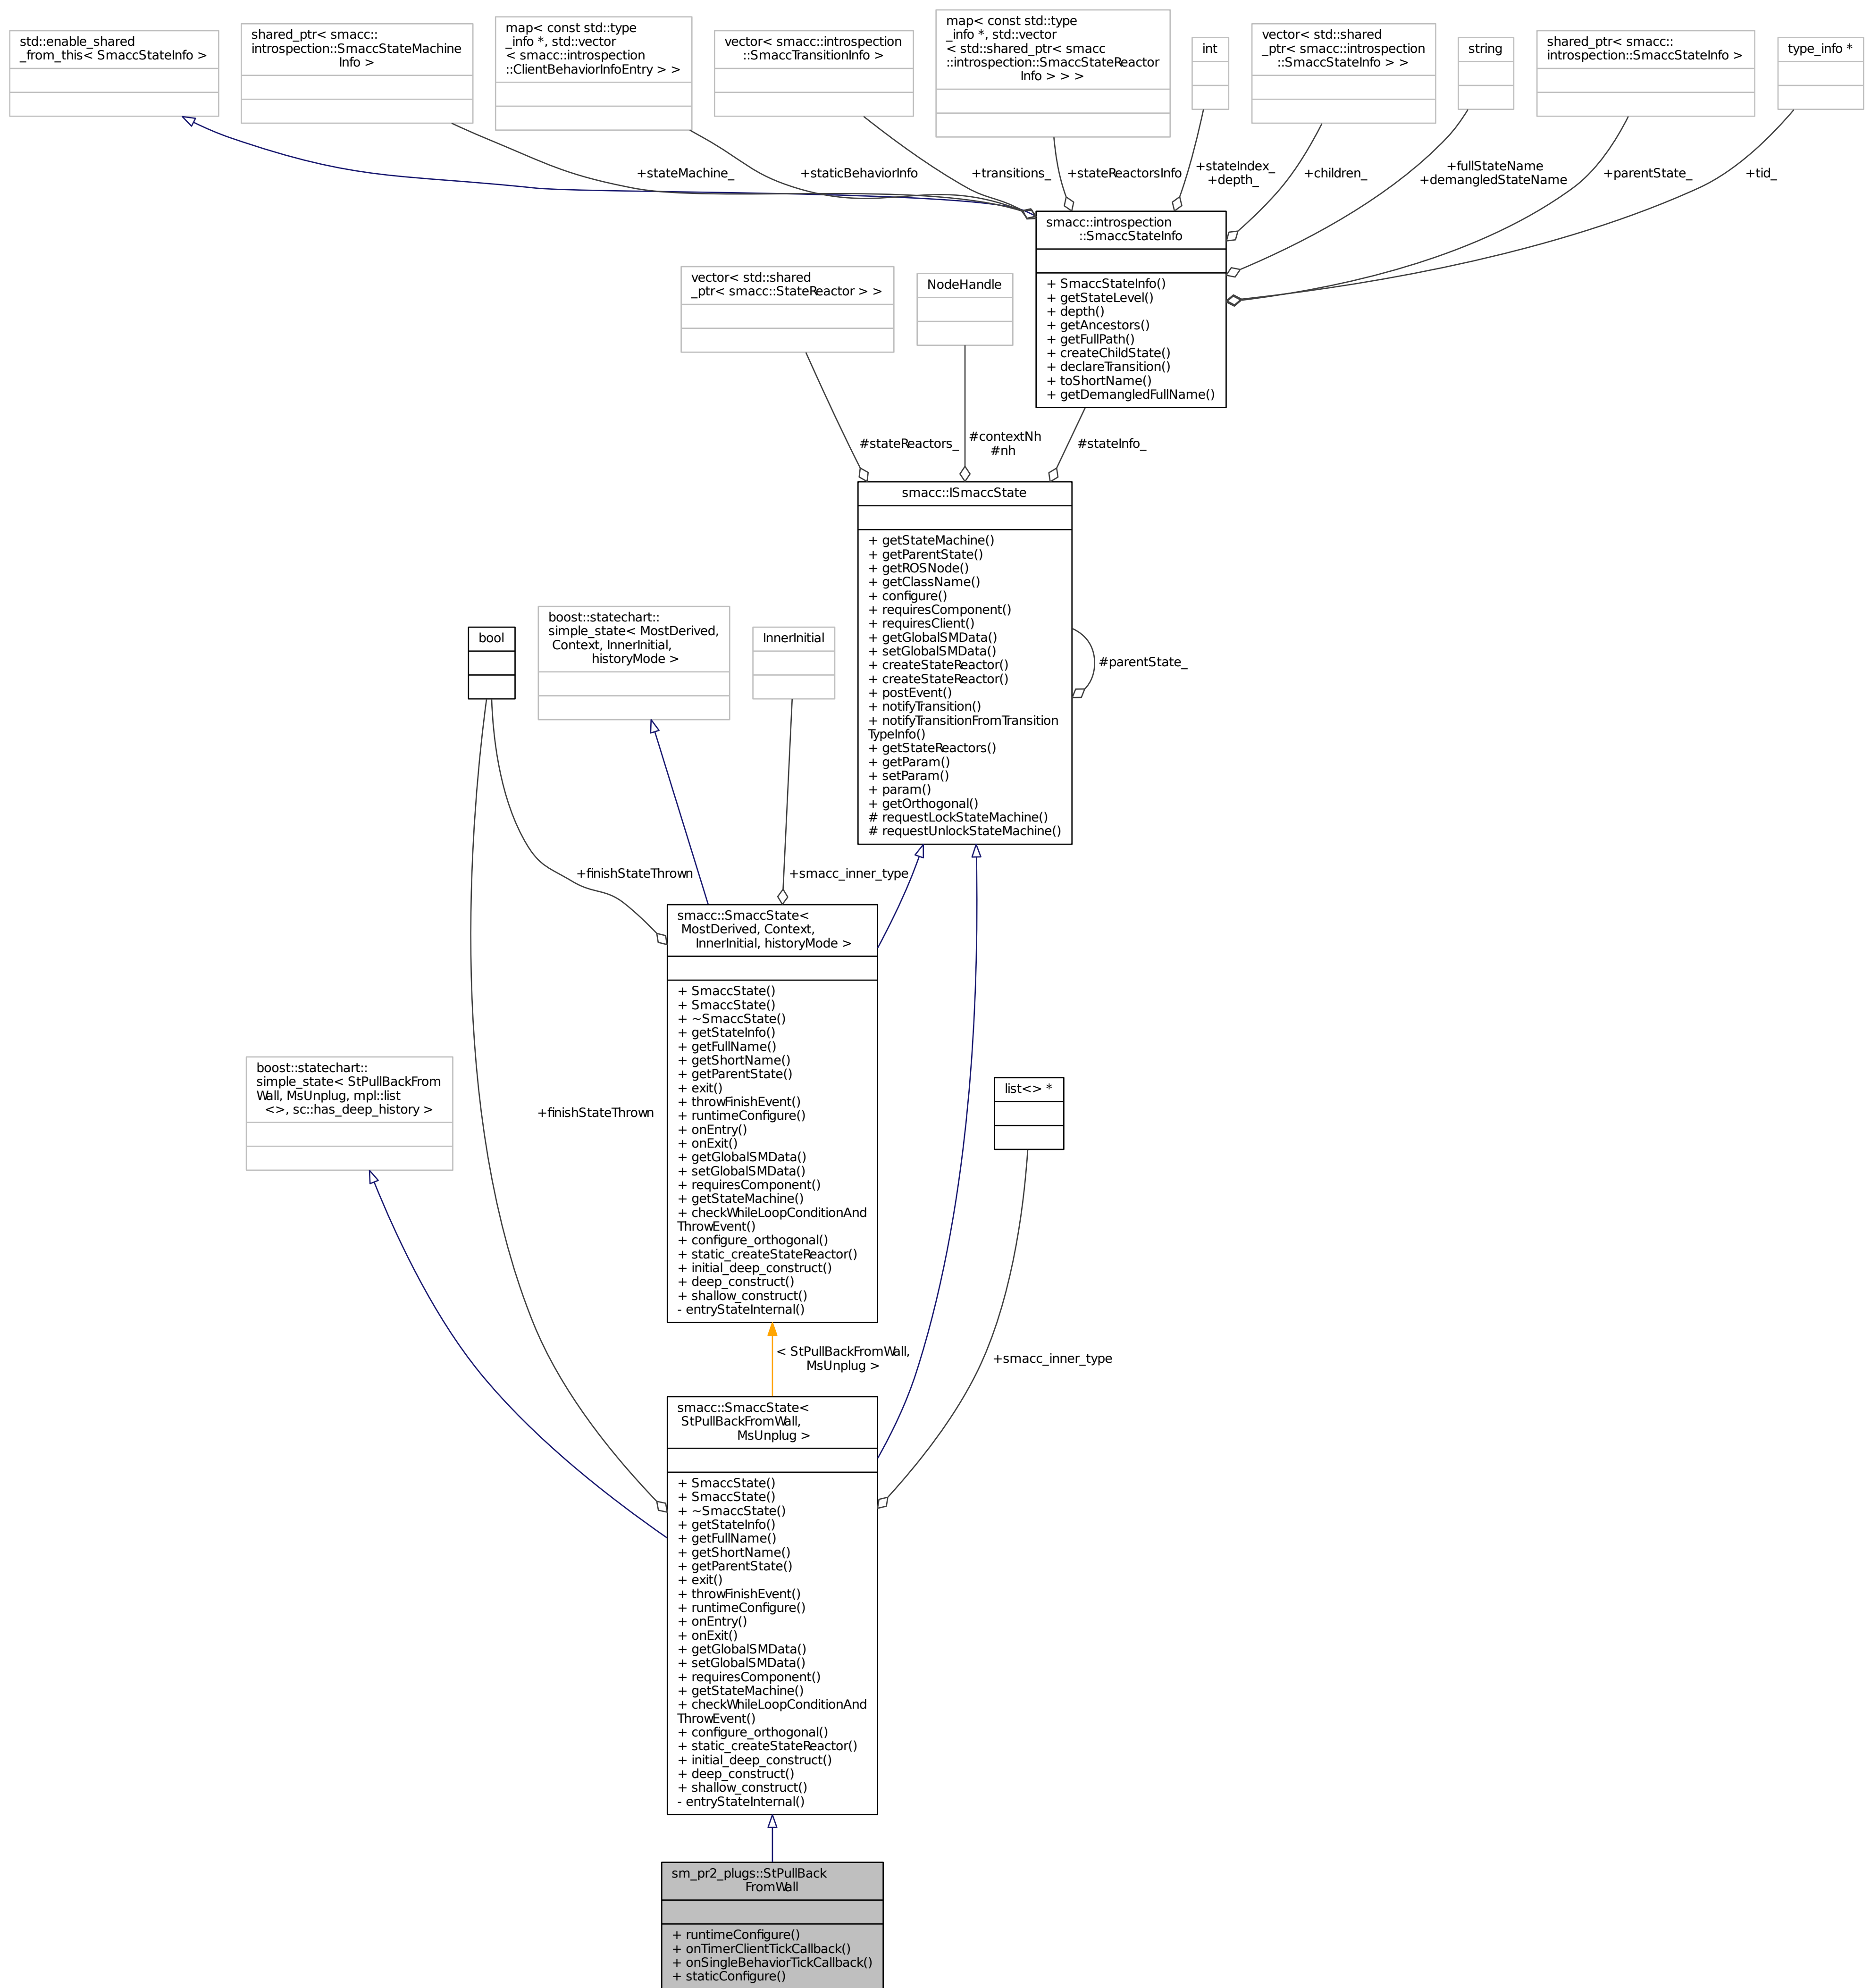 std::enable_shared
_from_this< SmaccStateInfo >
shared_ptr< smacc::
introspection::SmaccStateMachine
Info >
map< const std::type
_info *, std::vector
< smacc::introspection
::ClientBehaviorInfoEntry > >
vector< smacc::introspection
::SmaccTransitionInfo >
map< const std::type
_info *, std::vector
< std::shared_ptr< smacc
::introspection::SmaccStateReactor
Info > > >
int
vector< std::shared
_ptr< smacc::introspection
::SmaccStateInfo > >
string
shared_ptr< smacc::
introspection::SmaccStateInfo >
type_info *
+stateMachine_
+staticBehaviorInfo
+transitions_
+stateReactorsInfo
+stateIndex_
+depth_
+children_
+fullStateName
+demangledStateName
+parentState_
+tid_
smacc::introspection
::SmaccStateInfo
+ SmaccStateInfo()
+ getStateLevel()
+ depth()
+ getAncestors()
+ getFullPath()
+ createChildState()
+ declareTransition()
+ toShortName()
+ getDemangledFullName()
vector< std::shared
_ptr< smacc::StateReactor > >
NodeHandle
#stateReactors_
#contextNh
#nh
#stateInfo_
smacc::ISmaccState
+ getStateMachine()
+ getParentState()
+ getROSNode()
+ getClassName()
+ configure()
+ requiresComponent()
+ requiresClient()
+ getGlobalSMData()
+ setGlobalSMData()
+ createStateReactor()
+ createStateReactor()
+ postEvent()
+ notifyTransition()
+ notifyTransitionFromTransition
TypeInfo()
+ getStateReactors()
+ getParam()
+ setParam()
+ param()
+ getOrthogonal()
# requestLockStateMachine()
# requestUnlockStateMachine()
#parentState_
bool
boost::statechart::
simple_state< MostDerived,
Context, InnerInitial,
historyMode >
InnerInitial
+finishStateThrown
+smacc_inner_type
smacc::SmaccState<
MostDerived, Context,
InnerInitial, historyMode >
+ SmaccState()
+ SmaccState()
+ ~SmaccState()
+ getStateInfo()
+ getFullName()
+ getShortName()
+ getParentState()
+ exit()
+ throwFinishEvent()
+ runtimeConfigure()
+ onEntry()
+ onExit()
+ getGlobalSMData()
+ setGlobalSMData()
+ requiresComponent()
+ getStateMachine()
+ checkWhileLoopConditionAnd
ThrowEvent()
+ configure_orthogonal()
+ static_createStateReactor()
+ initial_deep_construct()
+ deep_construct()
+ shallow_construct()
- entryStateInternal()
boost::statechart::
simple_state< StPullBackFrom
Wall, MsUnplug, mpl::list
<>, sc::has_deep_history >
+finishStateThrown
list<> *
< StPullBackFromWall,
MsUnplug >
+smacc_inner_type
smacc::SmaccState<
StPullBackFromWall,
MsUnplug >
+ SmaccState()
+ SmaccState()
+ ~SmaccState()
+ getStateInfo()
+ getFullName()
+ getShortName()
+ getParentState()
+ exit()
+ throwFinishEvent()
+ runtimeConfigure()
+ onEntry()
+ onExit()
+ getGlobalSMData()
+ setGlobalSMData()
+ requiresComponent()
+ getStateMachine()
+ checkWhileLoopConditionAnd
ThrowEvent()
+ configure_orthogonal()
+ static_createStateReactor()
+ initial_deep_construct()
+ deep_construct()
+ shallow_construct()
- entryStateInternal()
sm_pr2_plugs::StPullBack
FromWall
+ runtimeConfigure()
+ onTimerClientTickCallback()
+ onSingleBehaviorTickCallback()
+ staticConfigure()